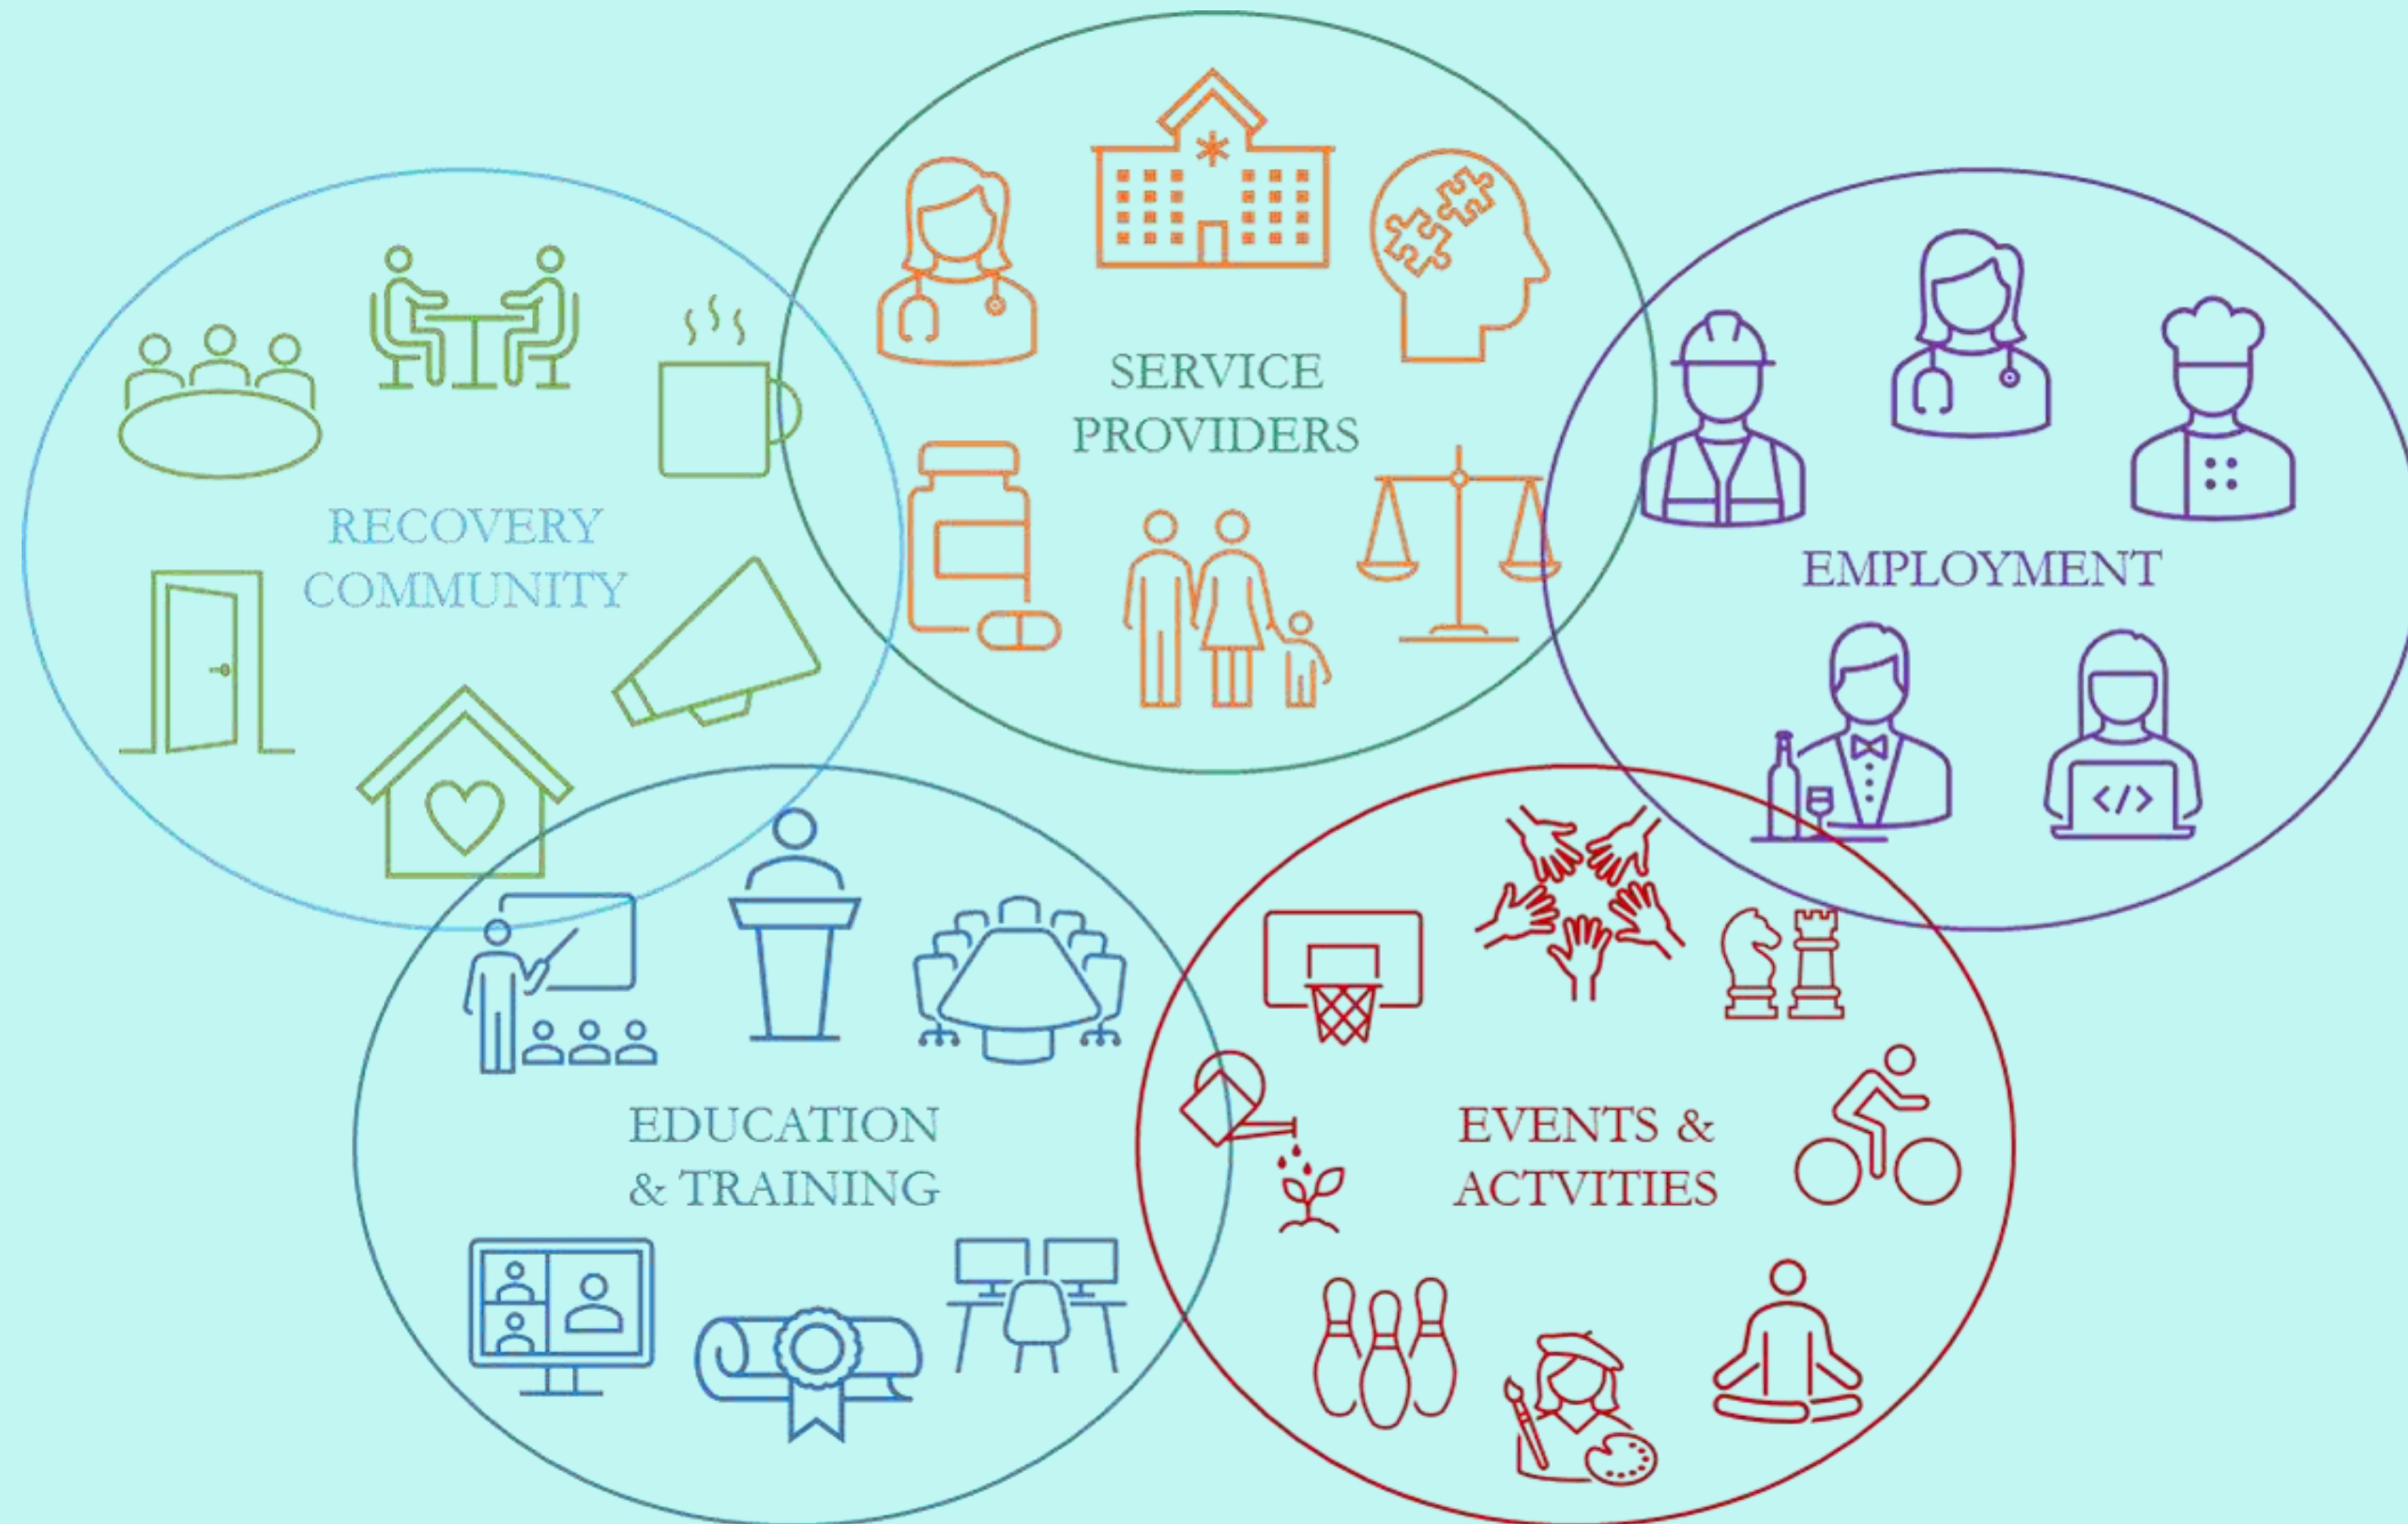 SERVICE
PROVIDERS
RECOVERY
COMMUNITY
EMPLOYMENT
</>
EDUCATION
& TRAINING
EVENTS &
ACTVITIES